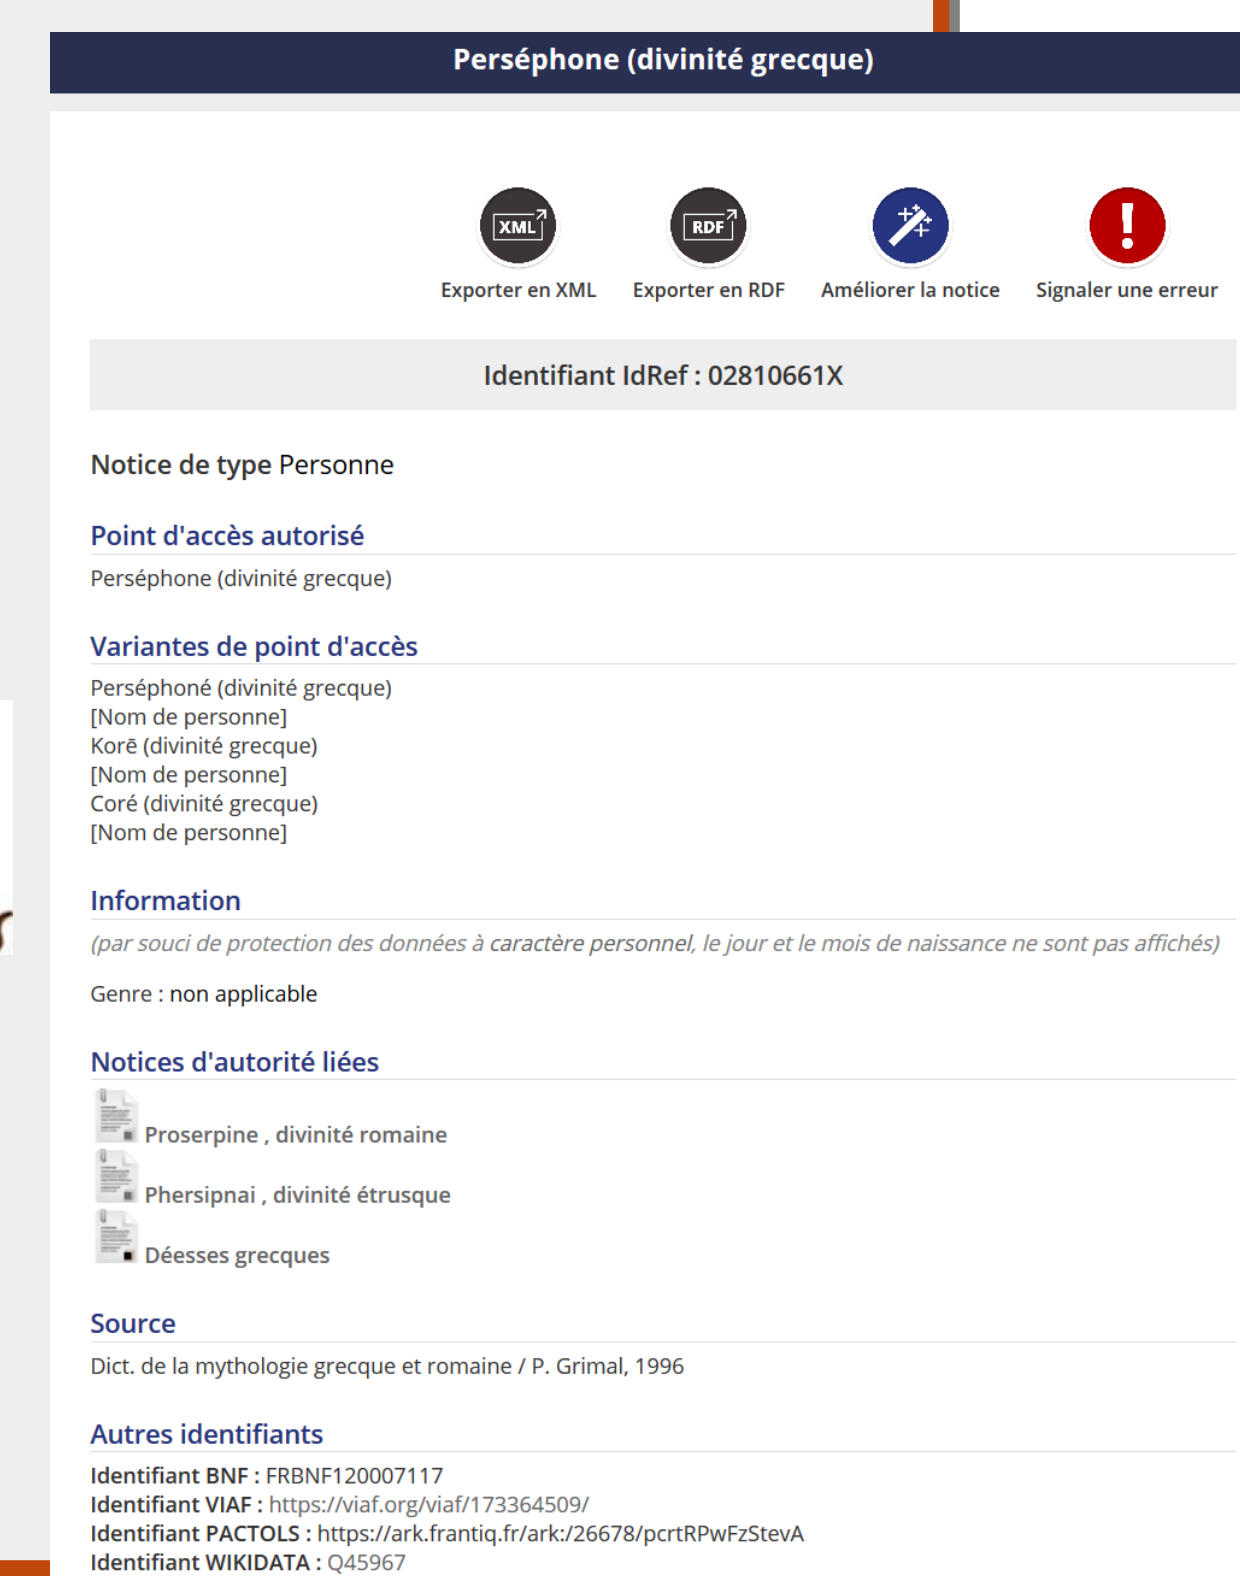 Perséphone (divinité grecque)
XML
RDF
Exporter en XML
Exporter en RDF
Améliorer la notice
Signaler une erreur
Identifiant IdRef : 02810661X
Notice de type Personne
Point d'accès autorisé
Perséphone (divinité grecque)
Variantes de point d'accès
Perséphoné (divinité grecque)
[Nom de personne]
Korē (divinité grecque)
[Nom de personne]
Coré (divinité grecque)
[Nom de personne]
Information
(par souci de protection des données à caractère personnel, le jour et le mois de naissance ne sont pas affichés)
Genre : non applicable
Notices d'autorité liées
Proserpine , divinité romaine
Phersipnai , divinité étrusque
Déesses grecques
Source
Dict. de la mythologie grecque et romaine / P. Grimal, 1996
Autres identifiants
Identifiant BNF : FRBNF120007117
Identifiant VIAF : https://viaf.org/viaf/173364509/
Identifiant PACTOLS : https://ark.frantiq.fr/ark:/26678/pcrtRPwFzStevA
Identifiant WIKIDATA : Q45967